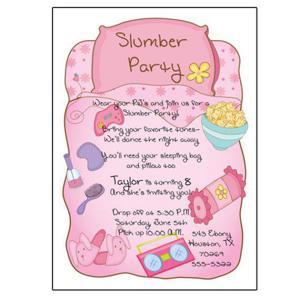 Slumber
Party
Wear your PJ's and join us for a
Slumber Party!
Bring your favorite tunes-
We'll dance the night away
You'll need your sleeping bag
and pillow too
Taylor is turning 8
And she's inviting you!
Drop off at 5:30 P.M.
Saturday, June 5th
Pick up 10:00 AM
543 Ebony
Houston, TX
70269
555-5322